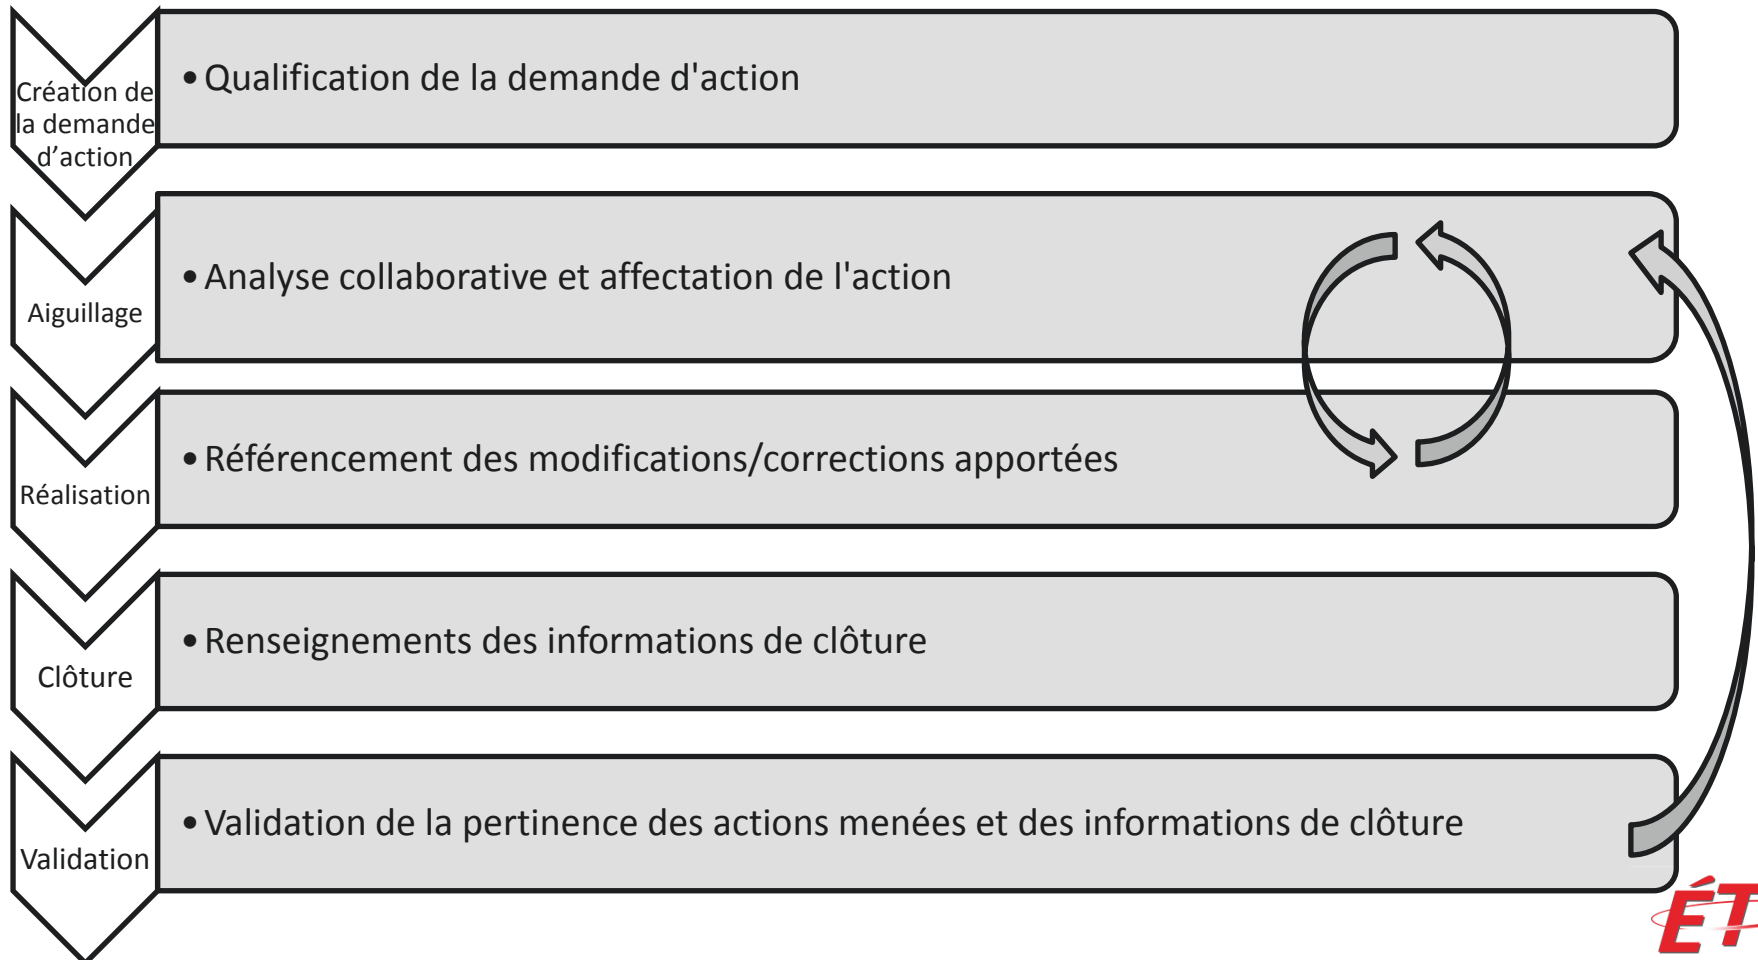 Création de
la demande
d’action
•Qualification de la demande d'action
Aiguillage
•Analyse collaborative et affectation de l'action
Réalisation
•Référencement des modifications/corrections apportées
Clôture
•Renseignements des informations de clôture
Validation
•Validation de la pertinence des actions menées et des informations de clôture
ÉT